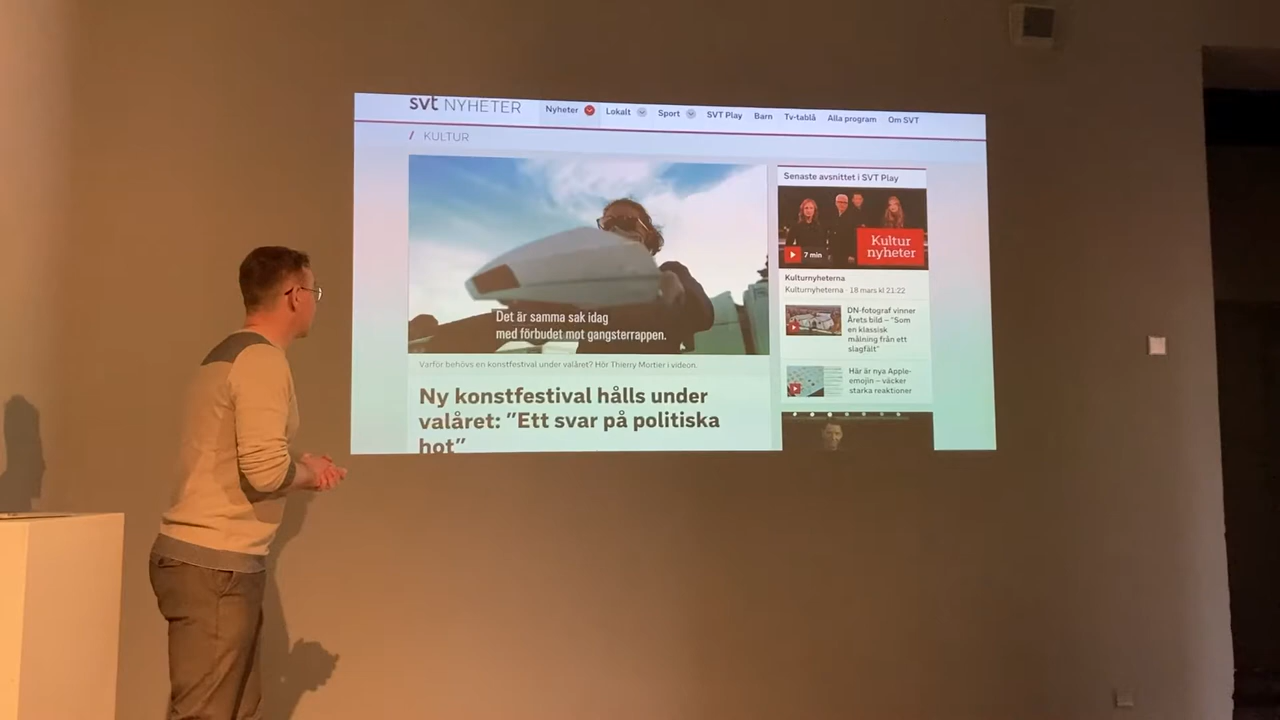 svt NYHETER
Nyheter Lokalt Sport SVT Play Barn Tv-tablå Alla program Om SVT
/ KULTUR
Det är samma sak idag
med förbudet mot gangsterrappen.
Varför behövs en konstfestival under valåret? Hör Thierry Mortier i videon.
Ny konstfestival hålls under
valåret: ”Ett svar på politiska
hot”
Senaste avsnittet i SVT Play
7 min
Kultur
nyheter
Kulturnyheterna
Kulturnyheterna · 18 mars kl 21:22
DN-fotograf vinner
Årets bild – ”Som
en klassisk
målning från ett
slagfält”
Här är nya Apple-
emojin – väcker
starka reaktioner